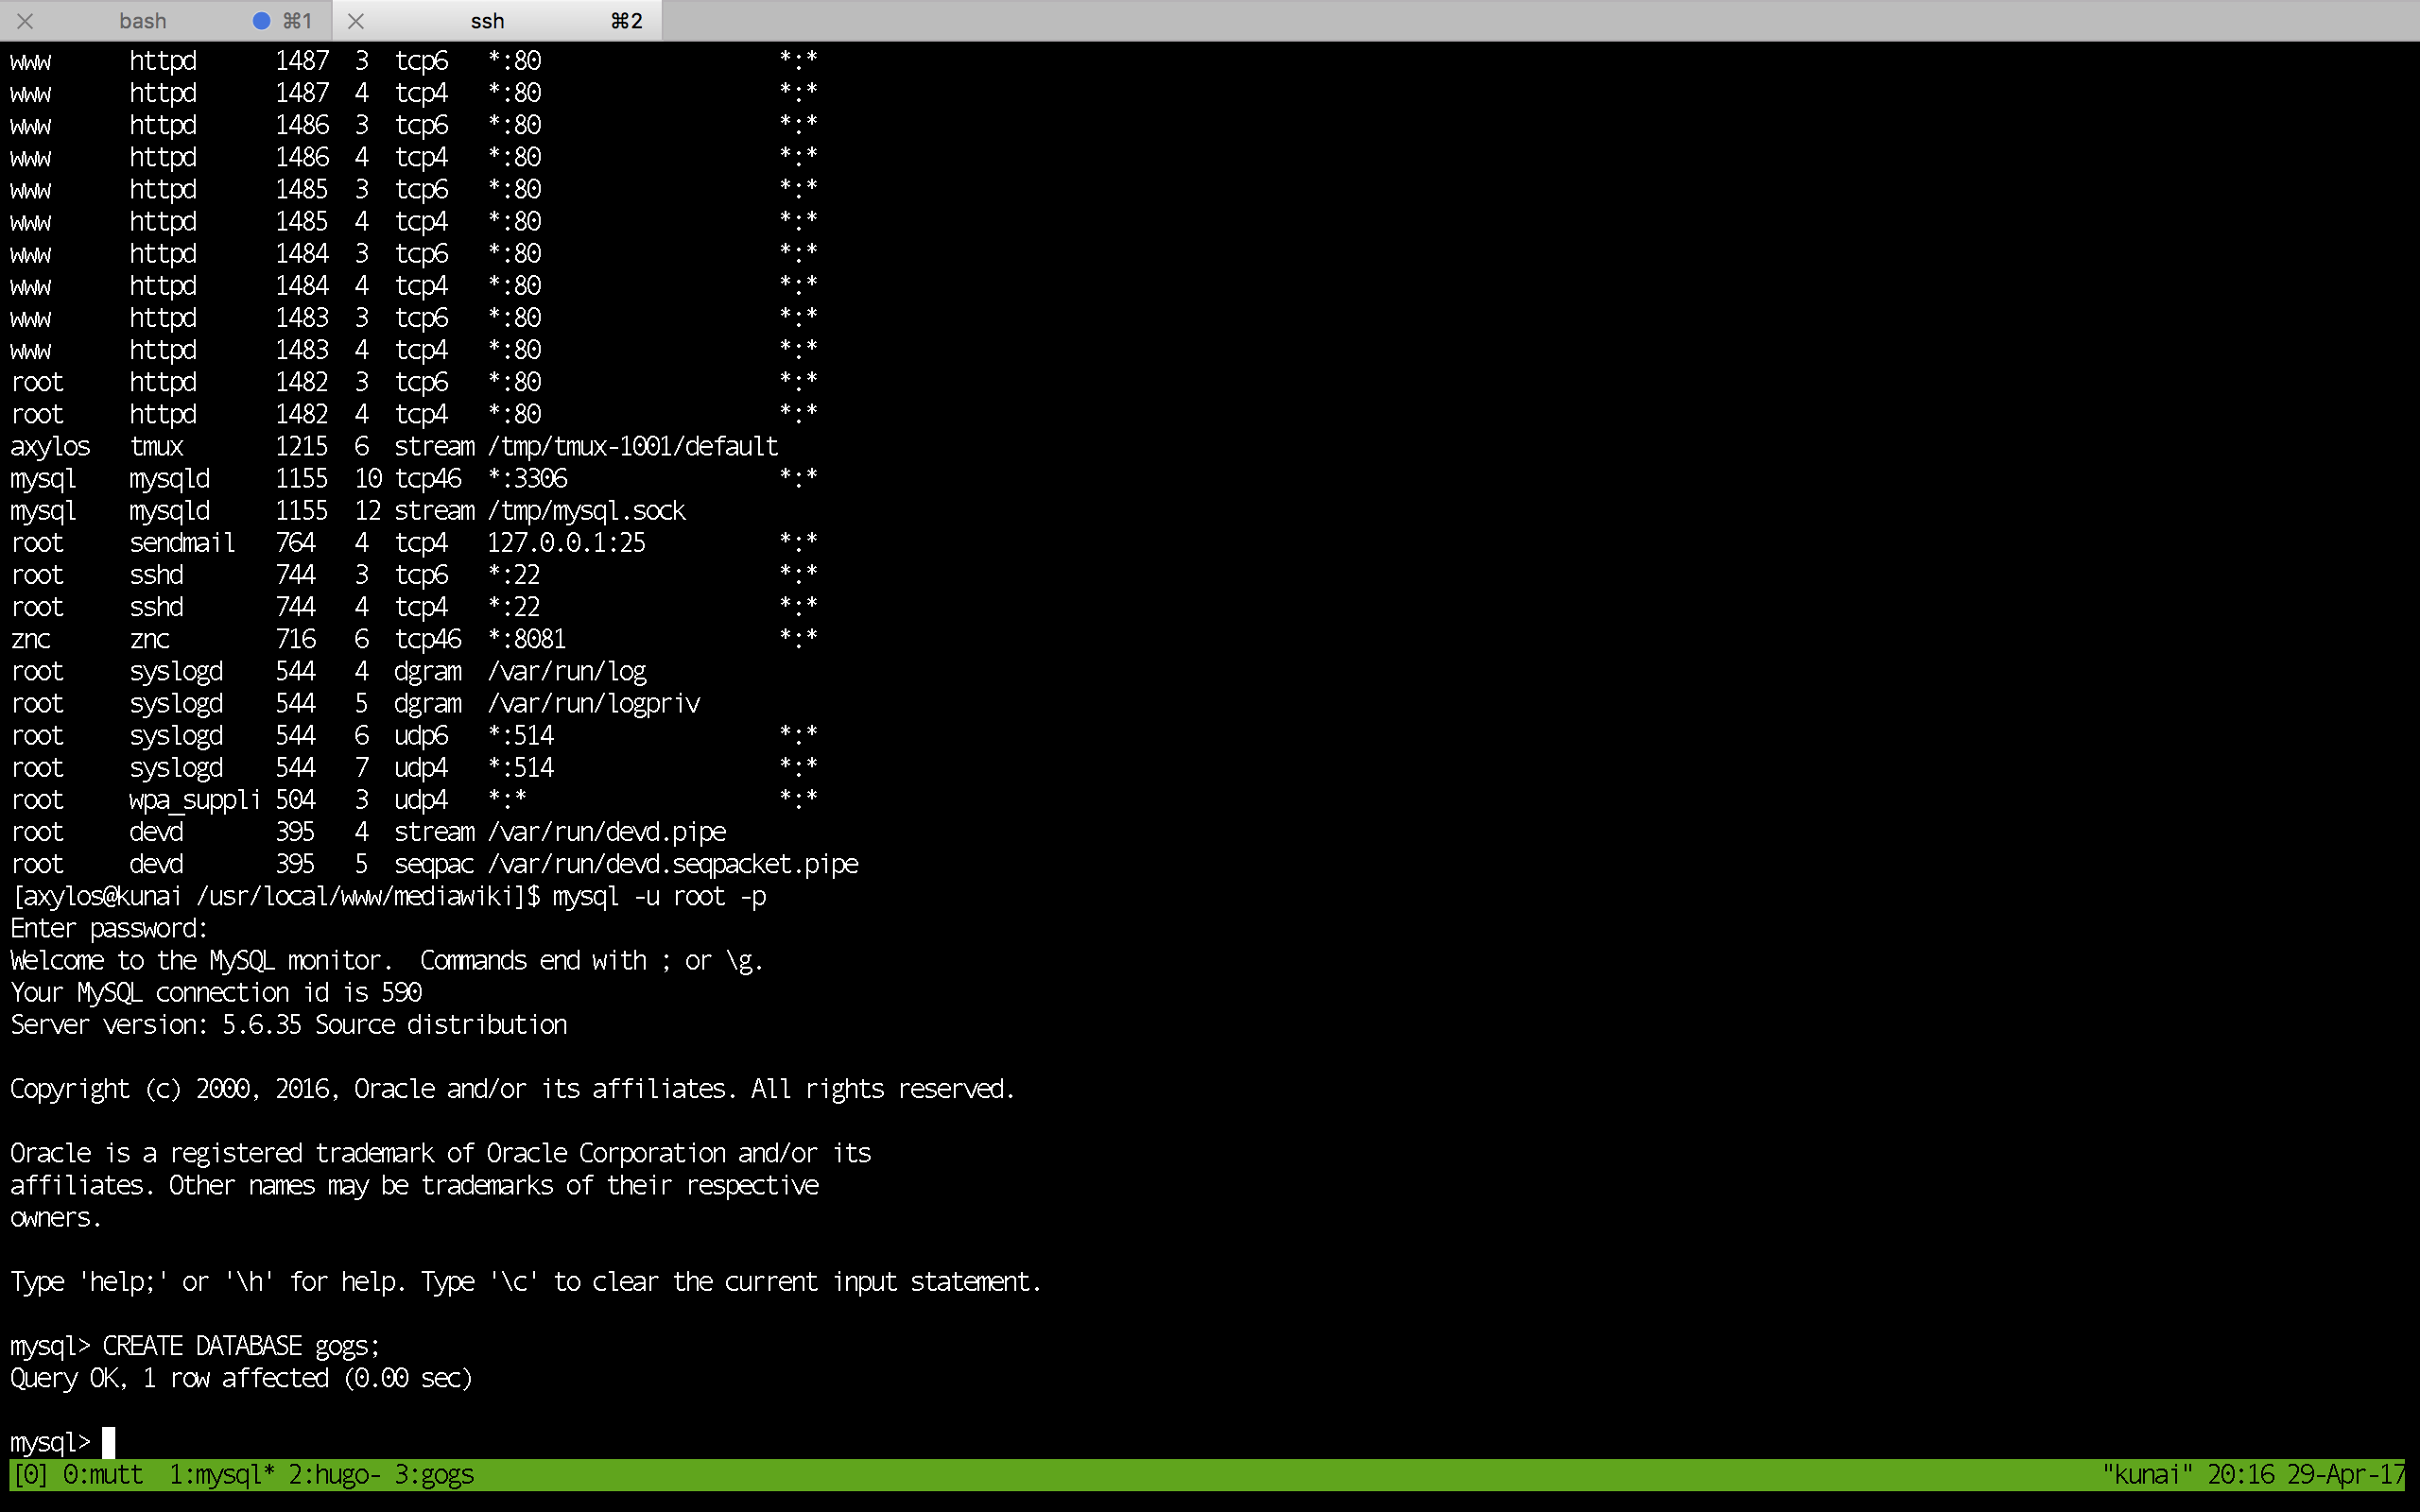 bash ⌘1 ssh ⌘2
www      httpd      1487  3  tcp6   *:80                  *:*
www      httpd      1487  4  tcp4   *:80                  *:*
www      httpd      1486  3  tcp6   *:80                  *:*
www      httpd      1486  4  tcp4   *:80                  *:*
www      httpd      1485  3  tcp6   *:80                  *:*
www      httpd      1485  4  tcp4   *:80                  *:*
www      httpd      1484  3  tcp6   *:80                  *:*
www      httpd      1484  4  tcp4   *:80                  *:*
www      httpd      1483  3  tcp6   *:80                  *:*
www      httpd      1483  4  tcp4   *:80                  *:*
root     httpd      1482  3  tcp6   *:80                  *:*
root     httpd      1482  4  tcp4   *:80                  *:*
axylos   tmux       1215  6  stream /tmp/tmux-1001/default
mysql    mysqld     1155  10 tcp46  *:3306                *:*
mysql    mysqld     1155  12 stream /tmp/mysql.sock
root     sendmail   764   4  tcp4   127.0.0.1:25          *:*
root     sshd       744   3  tcp6   *:22                  *:*
root     sshd       744   4  tcp4   *:22                  *:*
znc      znc        716   6  tcp46  *:8081                *:*
root     syslogd    544   4  dgram  /var/run/log
root     syslogd    544   5  dgram  /var/run/logpriv
root     syslogd    544   6  udp6   *:514                 *:*
root     syslogd    544   7  udp4   *:514                 *:*
root     wpa_suppli 504   3  udp4   *:*                   *:*
root     devd       395   4  stream /var/run/devd.pipe
root     devd       395   5  seqpac /var/run/devd.seqpacket.pipe
[axylos@kunai /usr/local/www/mediawiki]$ mysql -u root -p
Enter password:
Welcome to the MySQL monitor.  Commands end with ; or \g.
Your MySQL connection id is 590
Server version: 5.6.35 Source distribution

Copyright (c) 2000, 2016, Oracle and/or its affiliates. All rights reserved.

Oracle is a registered trademark of Oracle Corporation and/or its
affiliates. Other names may be trademarks of their respective
owners.

Type 'help;' or '\h' for help. Type '\c' to clear the current input statement.

mysql> CREATE DATABASE gogs;
Query OK, 1 row affected (0.00 sec)

mysql>
[0] 0:mutt  1:mysql* 2:hugo- 3:gogs "kunai" 20:16 29-Apr-17